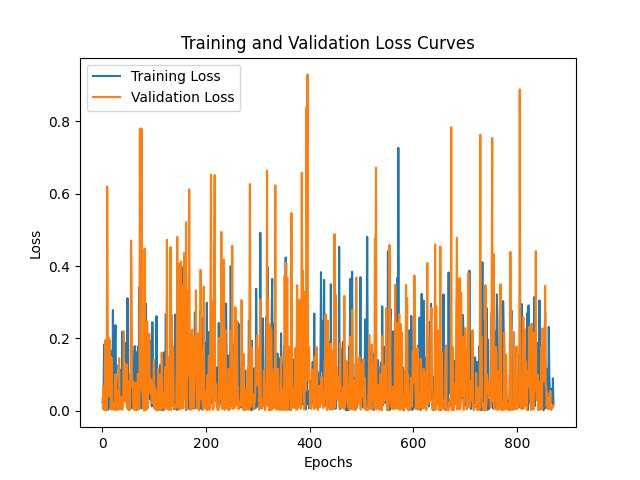 Training and Validation Loss Curves
Training Loss
Validation Loss
Loss
0.8
0.6
0.4
0.2
0.0
0 200 400 600 800
Epochs